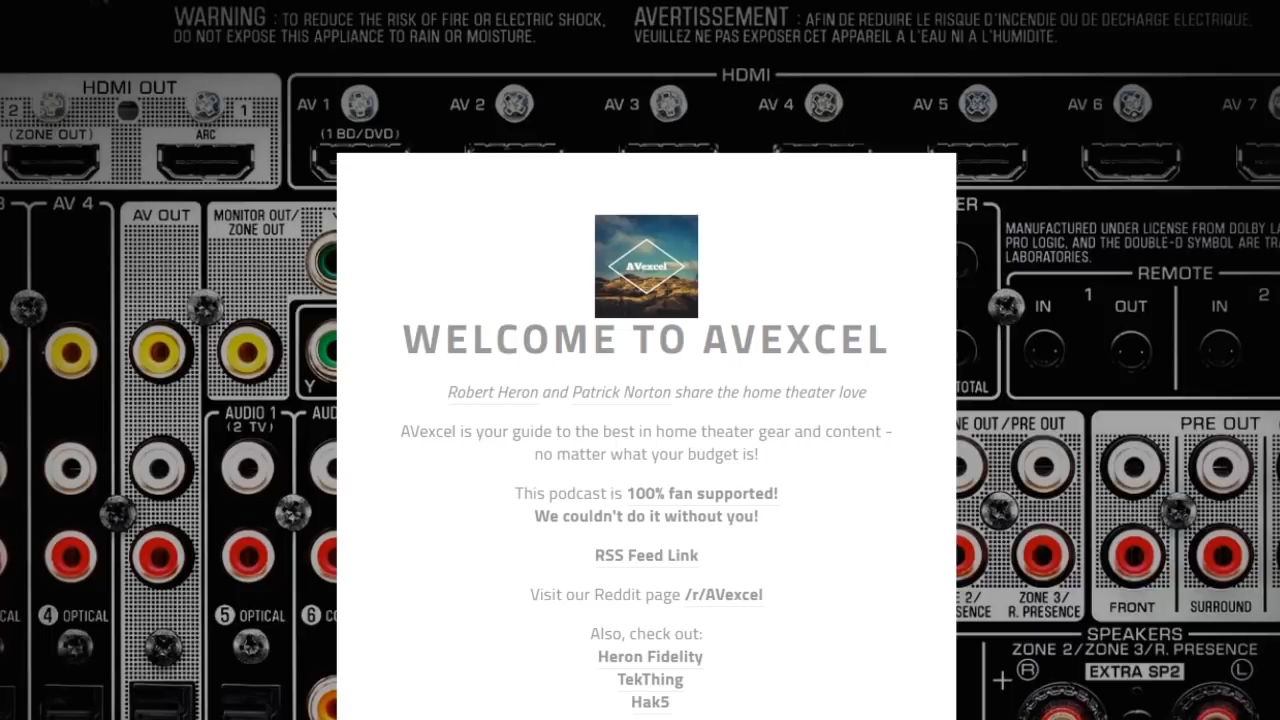 WARNING : TO REDUCE THE RISK OF FIRE OR ELECTRIC SHOCK,
DO NOT EXPOSE THIS APPLIANCE TO RAIN OR MOISTURE.
AVERTISSEMENT : AFIN DE REDUIRE LE RISQUE D'INCENDIE OU DE DECHARGE ELECTRIQUE,
VEUILLEZ NE PAS EXPOSER CET APPAREIL A L'EAU NI A L'HUMIDITE.
HDMI OUT
2
1
(ZONE OUT)
ARC
HDMI
AV 1
AV 2
AV 3
AV 4
AV 5
AV 6
AV 7
(1 BD/DVD)
AV 4
AV OUT
MONITOR OUT/
ZONE OUT
Y
AUDIO 1
(2 TV)
4 OPTICAL
5 OPTICAL
6
AVexcel
WELCOME TO AVEXCEL
Robert Heron and Patrick Norton share the home theater love
AVexcel is your guide to the best in home theater gear and content -
no matter what your budget is!
This podcast is 100% fan supported!
We couldn't do it without you!
RSS Feed Link
Visit our Reddit page /r/AVexcel
Also, check out:
Heron Fidelity
TekThing
Hak5
MANUFACTURED UNDER LICENSE FROM DOLBY
PRO LOGIC, AND THE DOUBLE-D SYMBOL ARE
LABORATORIES.
REMOTE
IN
1
OUT
IN
2
OUT/PRE OUT
PRE OUT
ZONE 3/
R. PRESENCE
FRONT
SURROUND
SPEAKERS
ZONE 2/ZONE 3/R. PRESENCE
R
EXTRA SP2
L